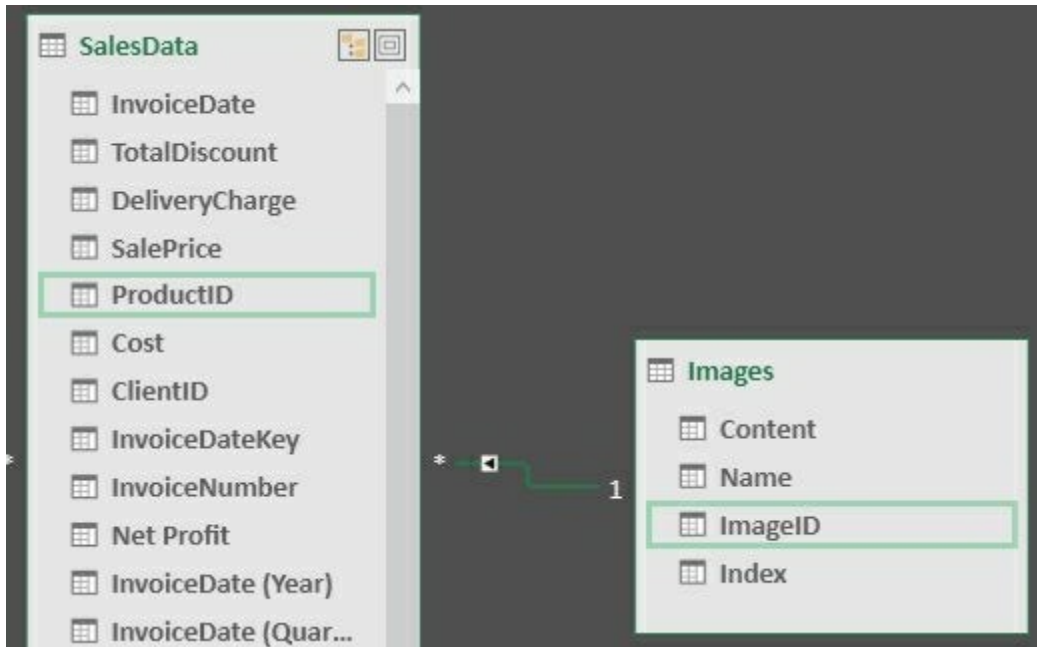 SalesData
InvoiceDate
TotalDiscount
DeliveryCharge
SalePrice
ProductID
Cost
ClientID
InvoiceDateKey
InvoiceNumber
Net Profit
InvoiceDate (Year)
InvoiceDate (Quar...
*
*
1
Images
Content
Name
ImageID
Index